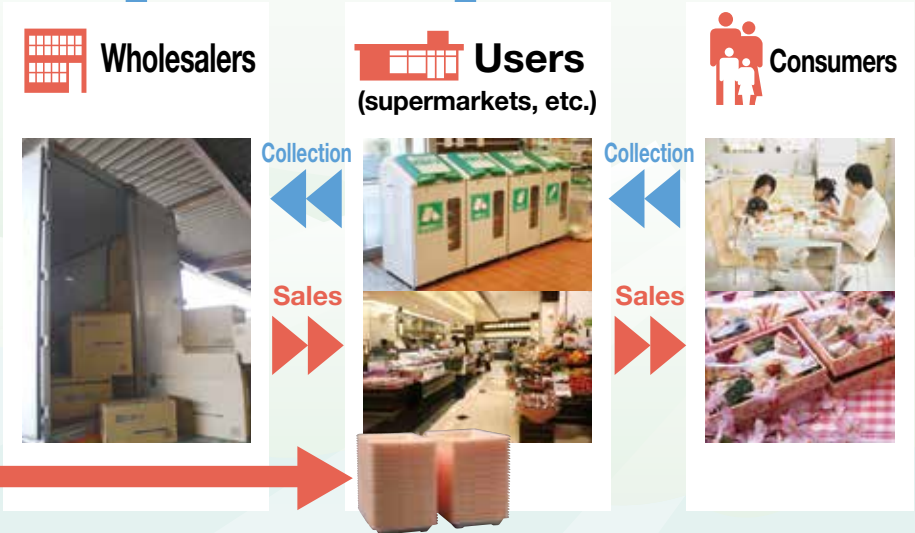 Wholesalers
Users
(supermarkets, etc.)
Consumers
Collection
Collection
Sales
Sales